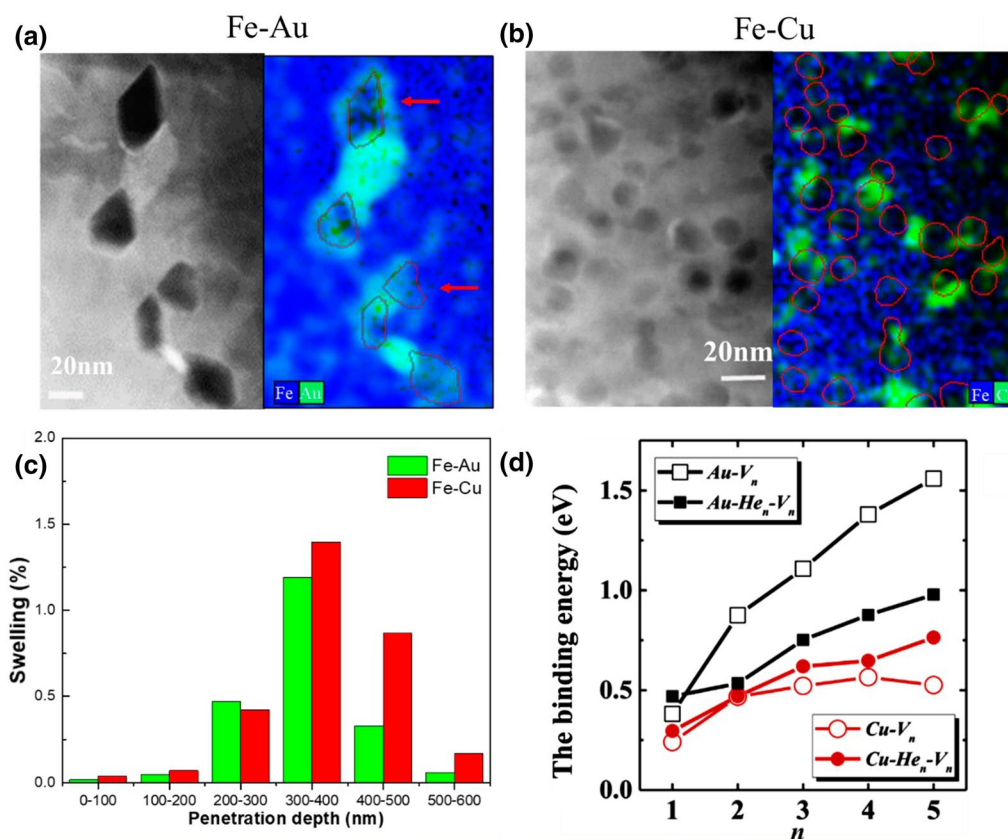 (a)
Fe-Au
20nm
Fe Au
(b)
Fe-Cu
20nm
Fe C
(c)
Swelling (%)
2.0
1.5
1.0
0.5
0.0
Fe-Au
Fe-Cu
0-100 100-200 200-300 300-400 400-500 500-600
Penetration depth (nm)
(d)
The binding energy (eV)
1.5
1.0
0.5
0.0
Au-Vn
Au-Hen-Vn
Cu-Vn
Cu-Hen-Vn
1 2 3 4 5
n